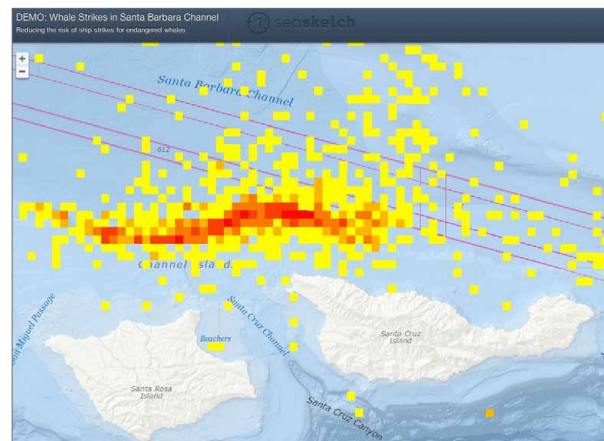 DEMO: Whale Strikes in Santa Barbara Channel
Reducing the risk of ship strikes for endangered whales
seasketch
+
−
Santa Barbara Channel
612
Channel Island
San Miguel Passage
Santa Cruz Channel
Beachers
Santa Cruz
Island
Santa Rosa
Island
Santa Cruz Canyon